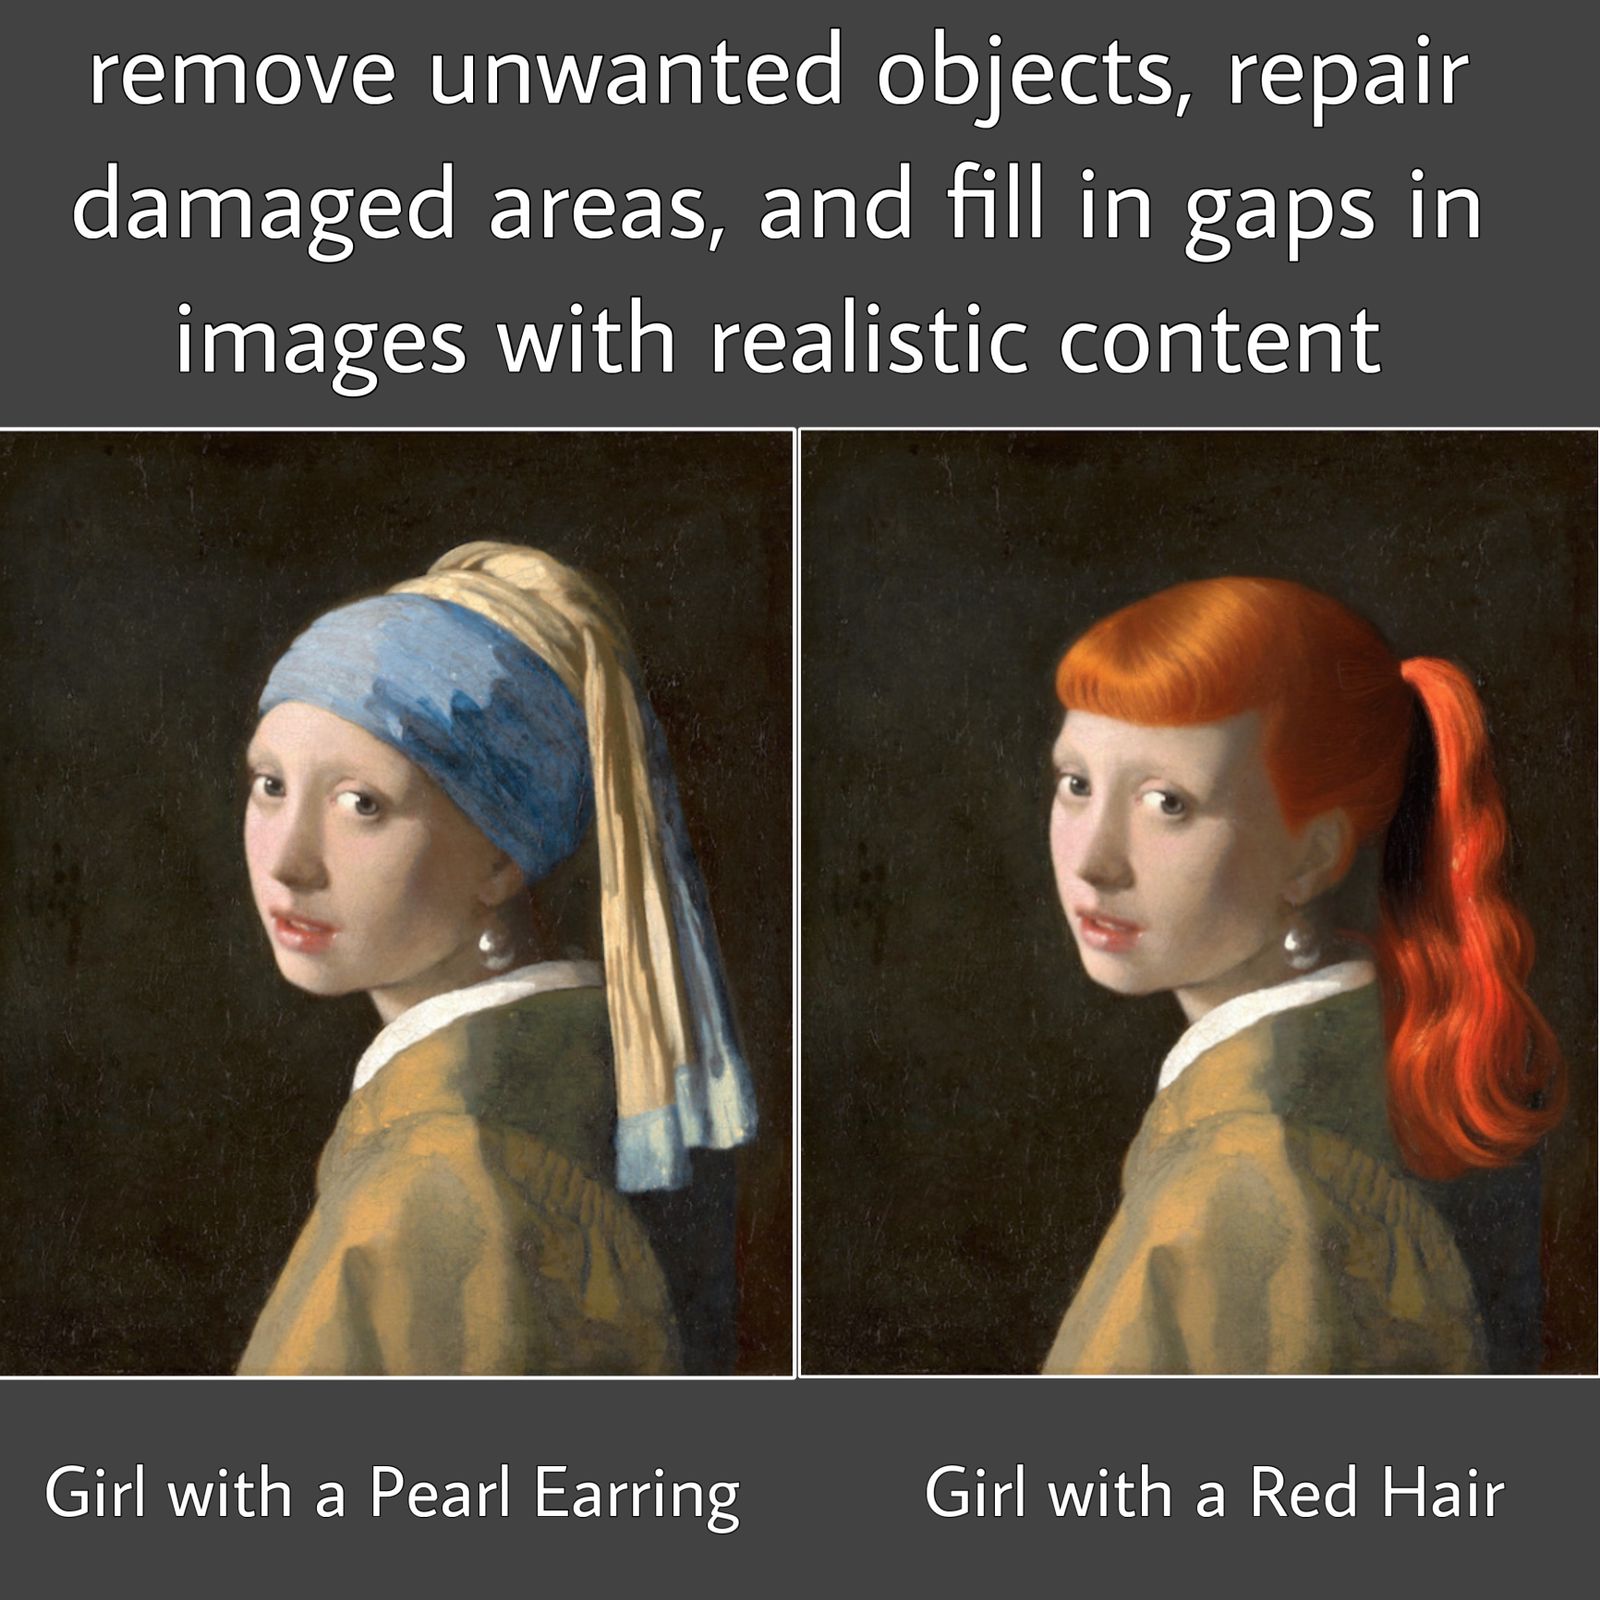 remove unwanted objects, repair
damaged areas, and fill in gaps in
images with realistic content
Girl with a Pearl Earring
Girl with a Red Hair